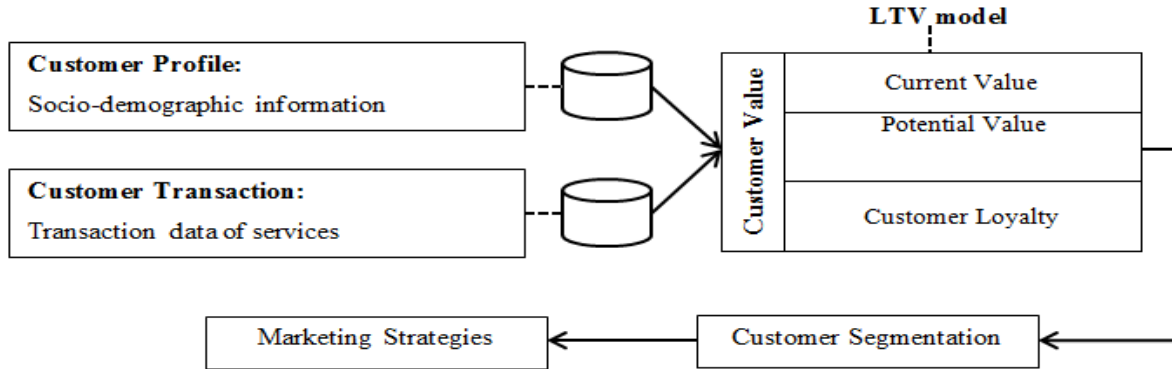 LTV model
Customer Profile:
Socio-demographic information
Customer Transaction:
Transaction data of services
Customer Value
Current Value
Potential Value
Customer Loyalty
Marketing Strategies
Customer Segmentation